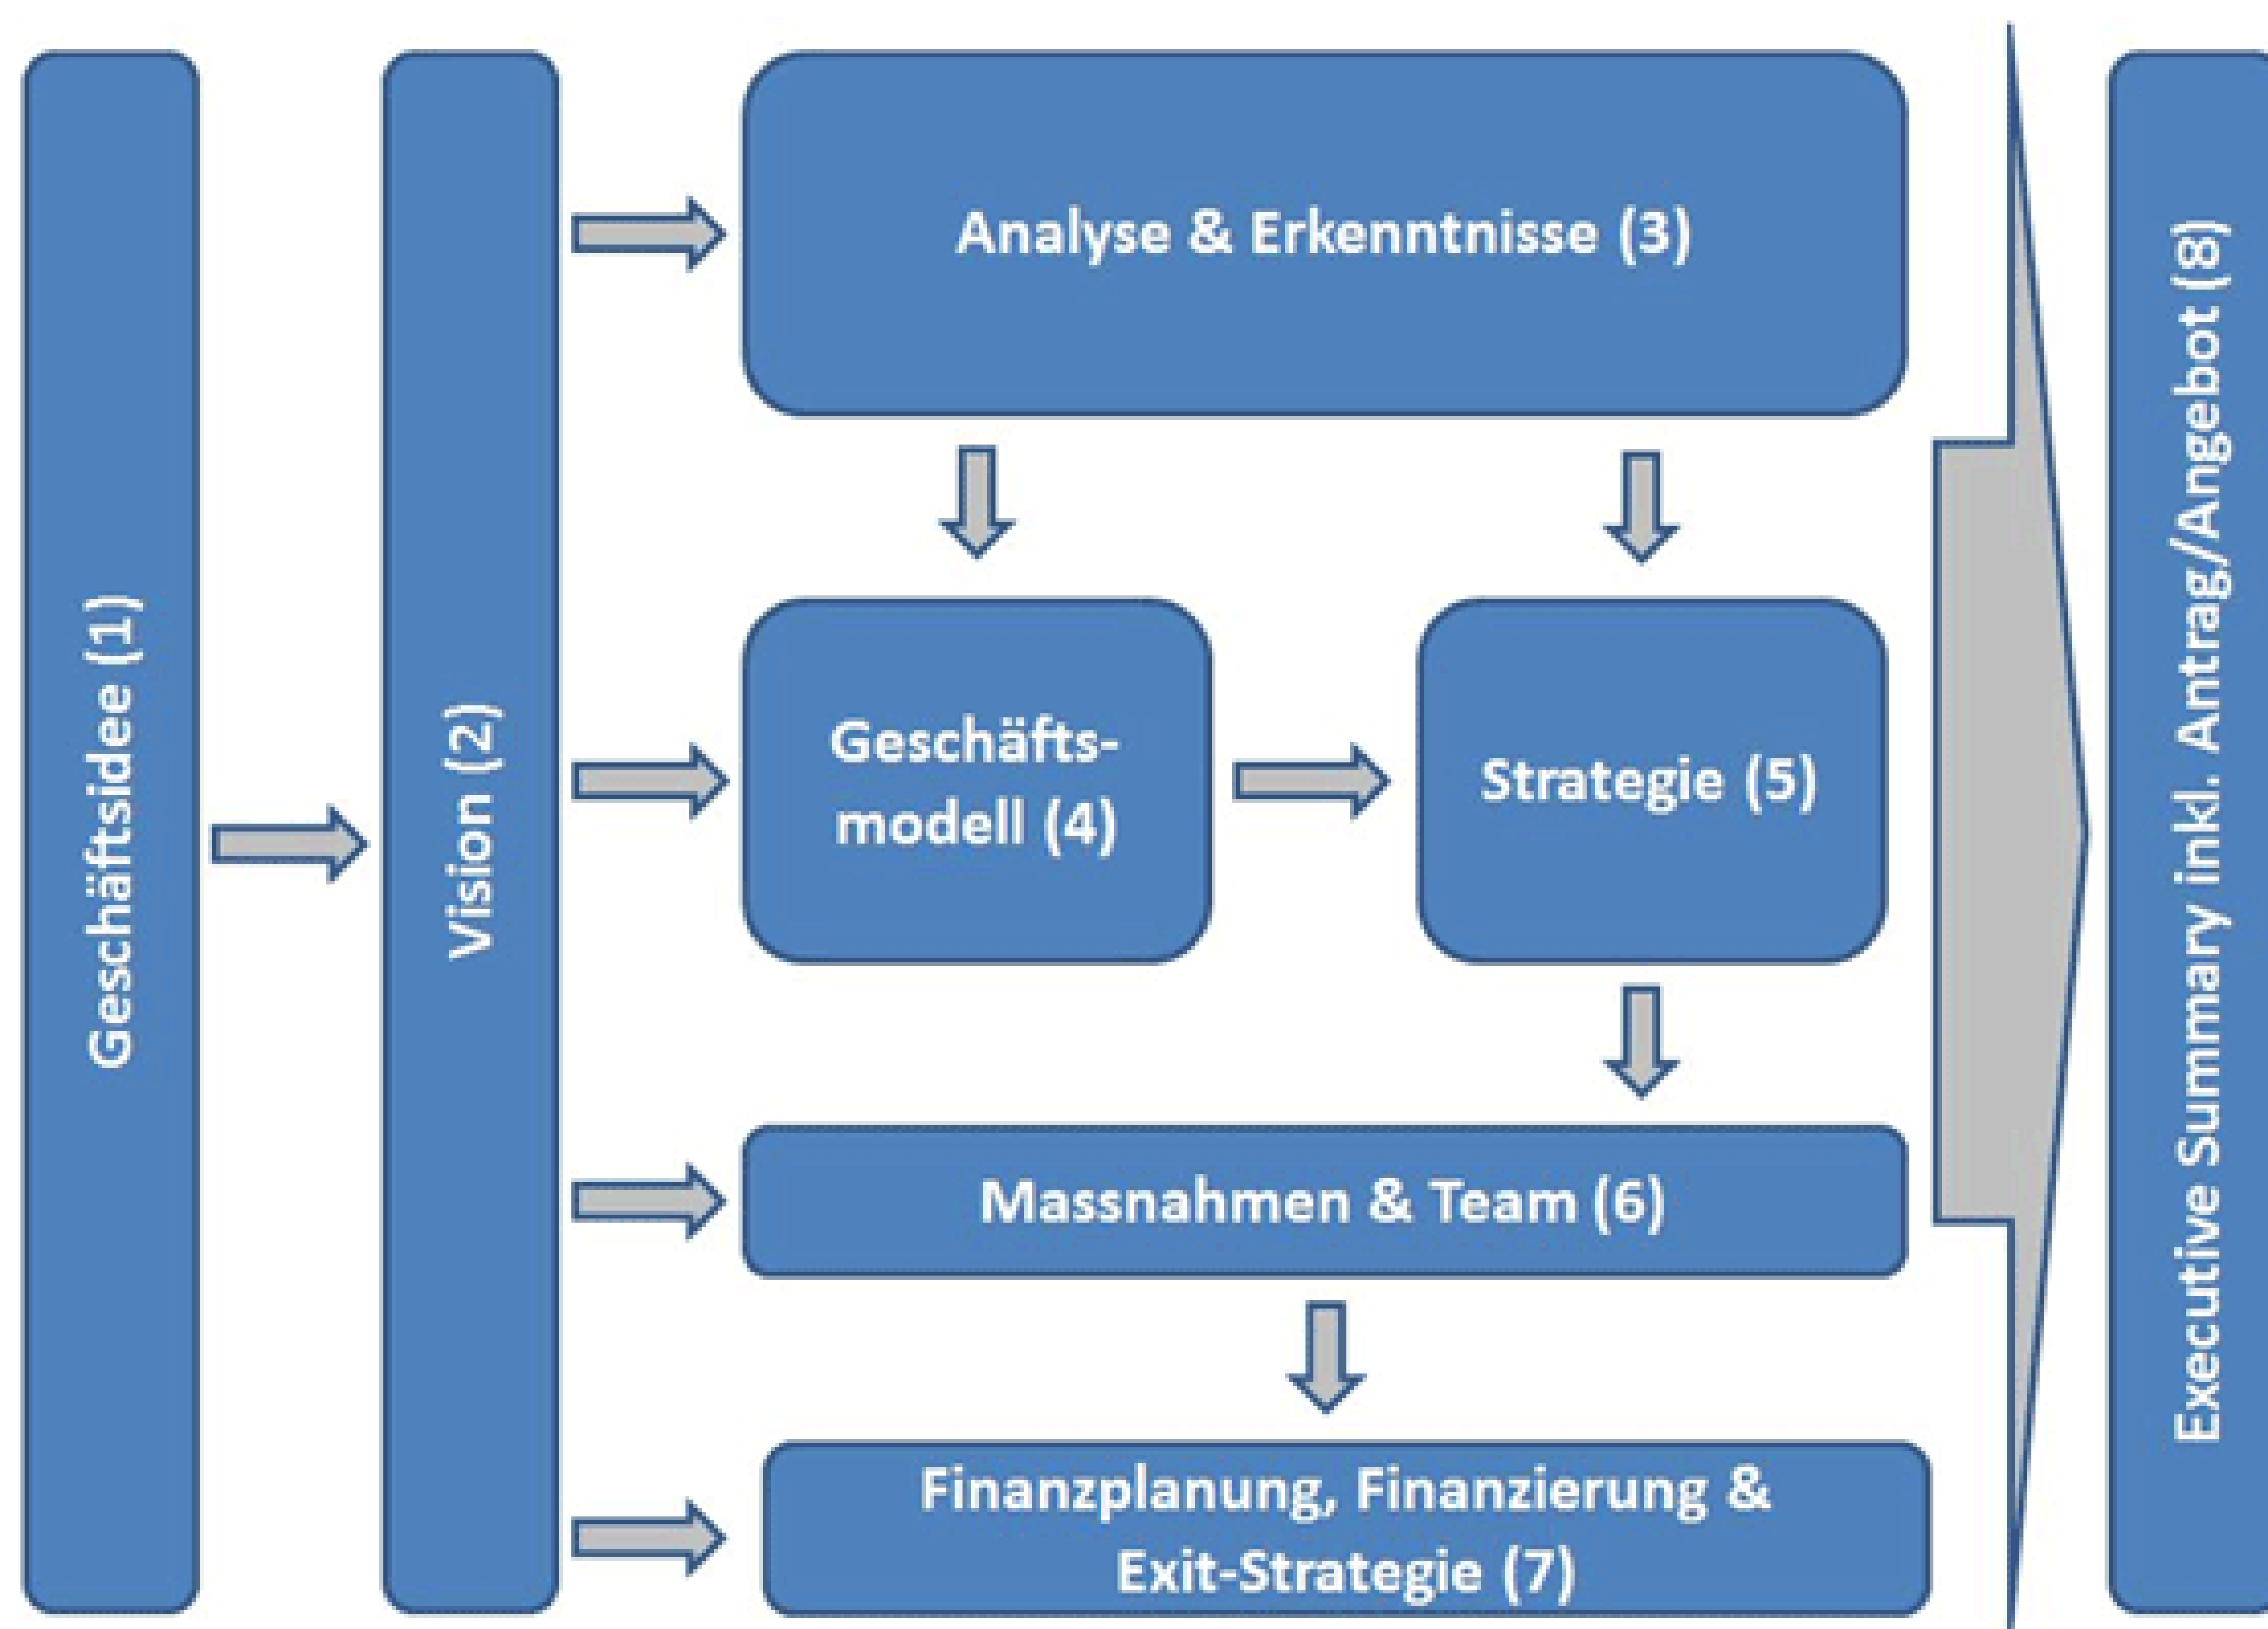 Geschäftsidee (1)
Vision (2)
Analyse & Erkenntnisse (3)
Geschäfts-
modell (4)
Strategie (5)
Massnahmen & Team (6)
Finanzplanung, Finanzierung &
Exit-Strategie (7)
Executive Summary inkl. Antrag/Angebot (8)